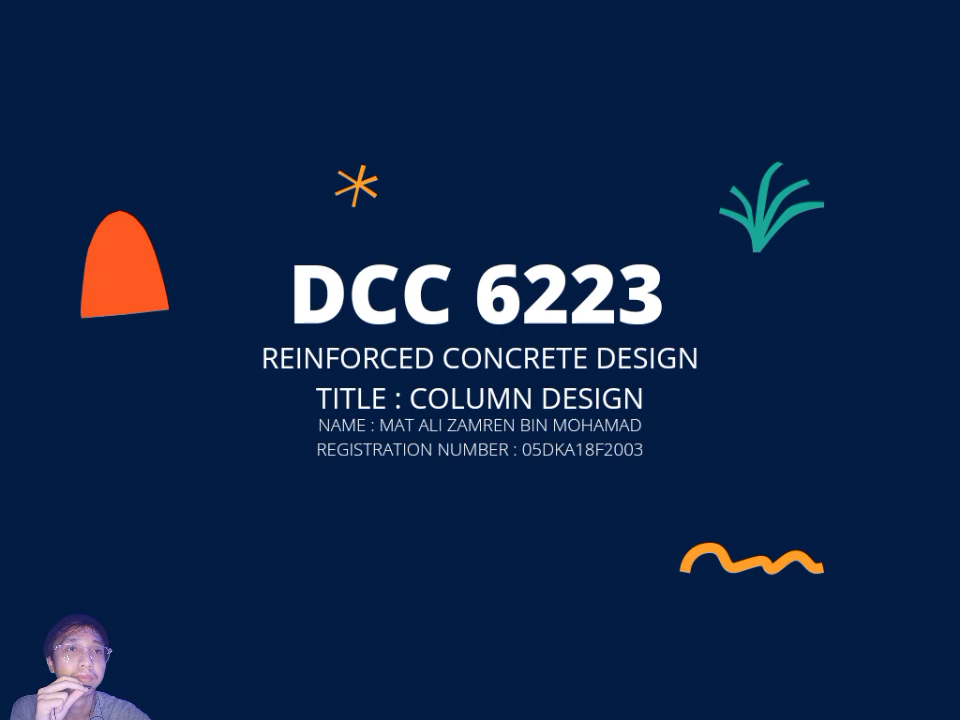 DCC 6223
REINFORCED CONCRETE DESIGN
TITLE : COLUMN DESIGN
NAME : MAT ALI ZAMREN BIN MOHAMAD
REGISTRATION NUMBER : 05DKA18F2003